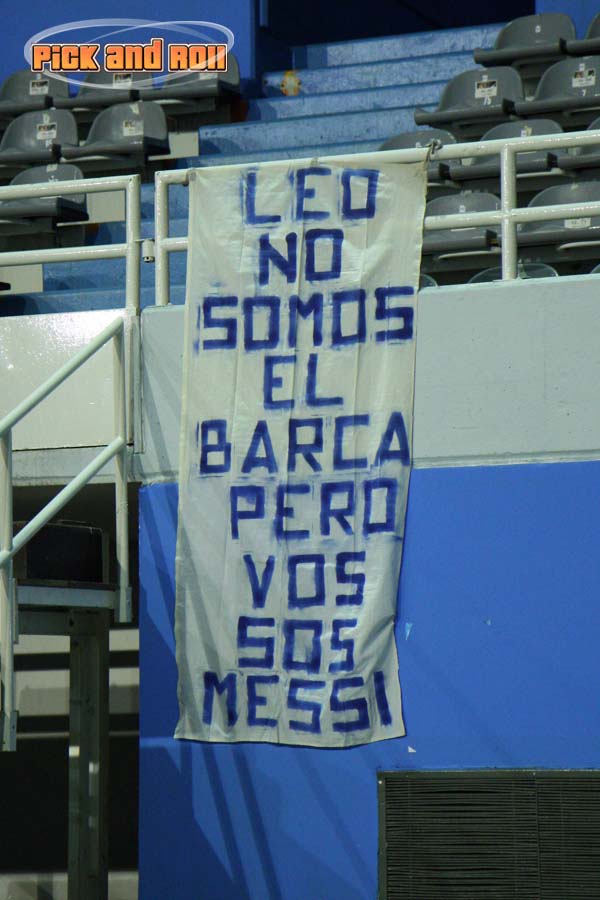 PICK AND ROLL
LEO
NO
SOMOS
EL
BARCA
PERO
VOS
SOS
MESSI